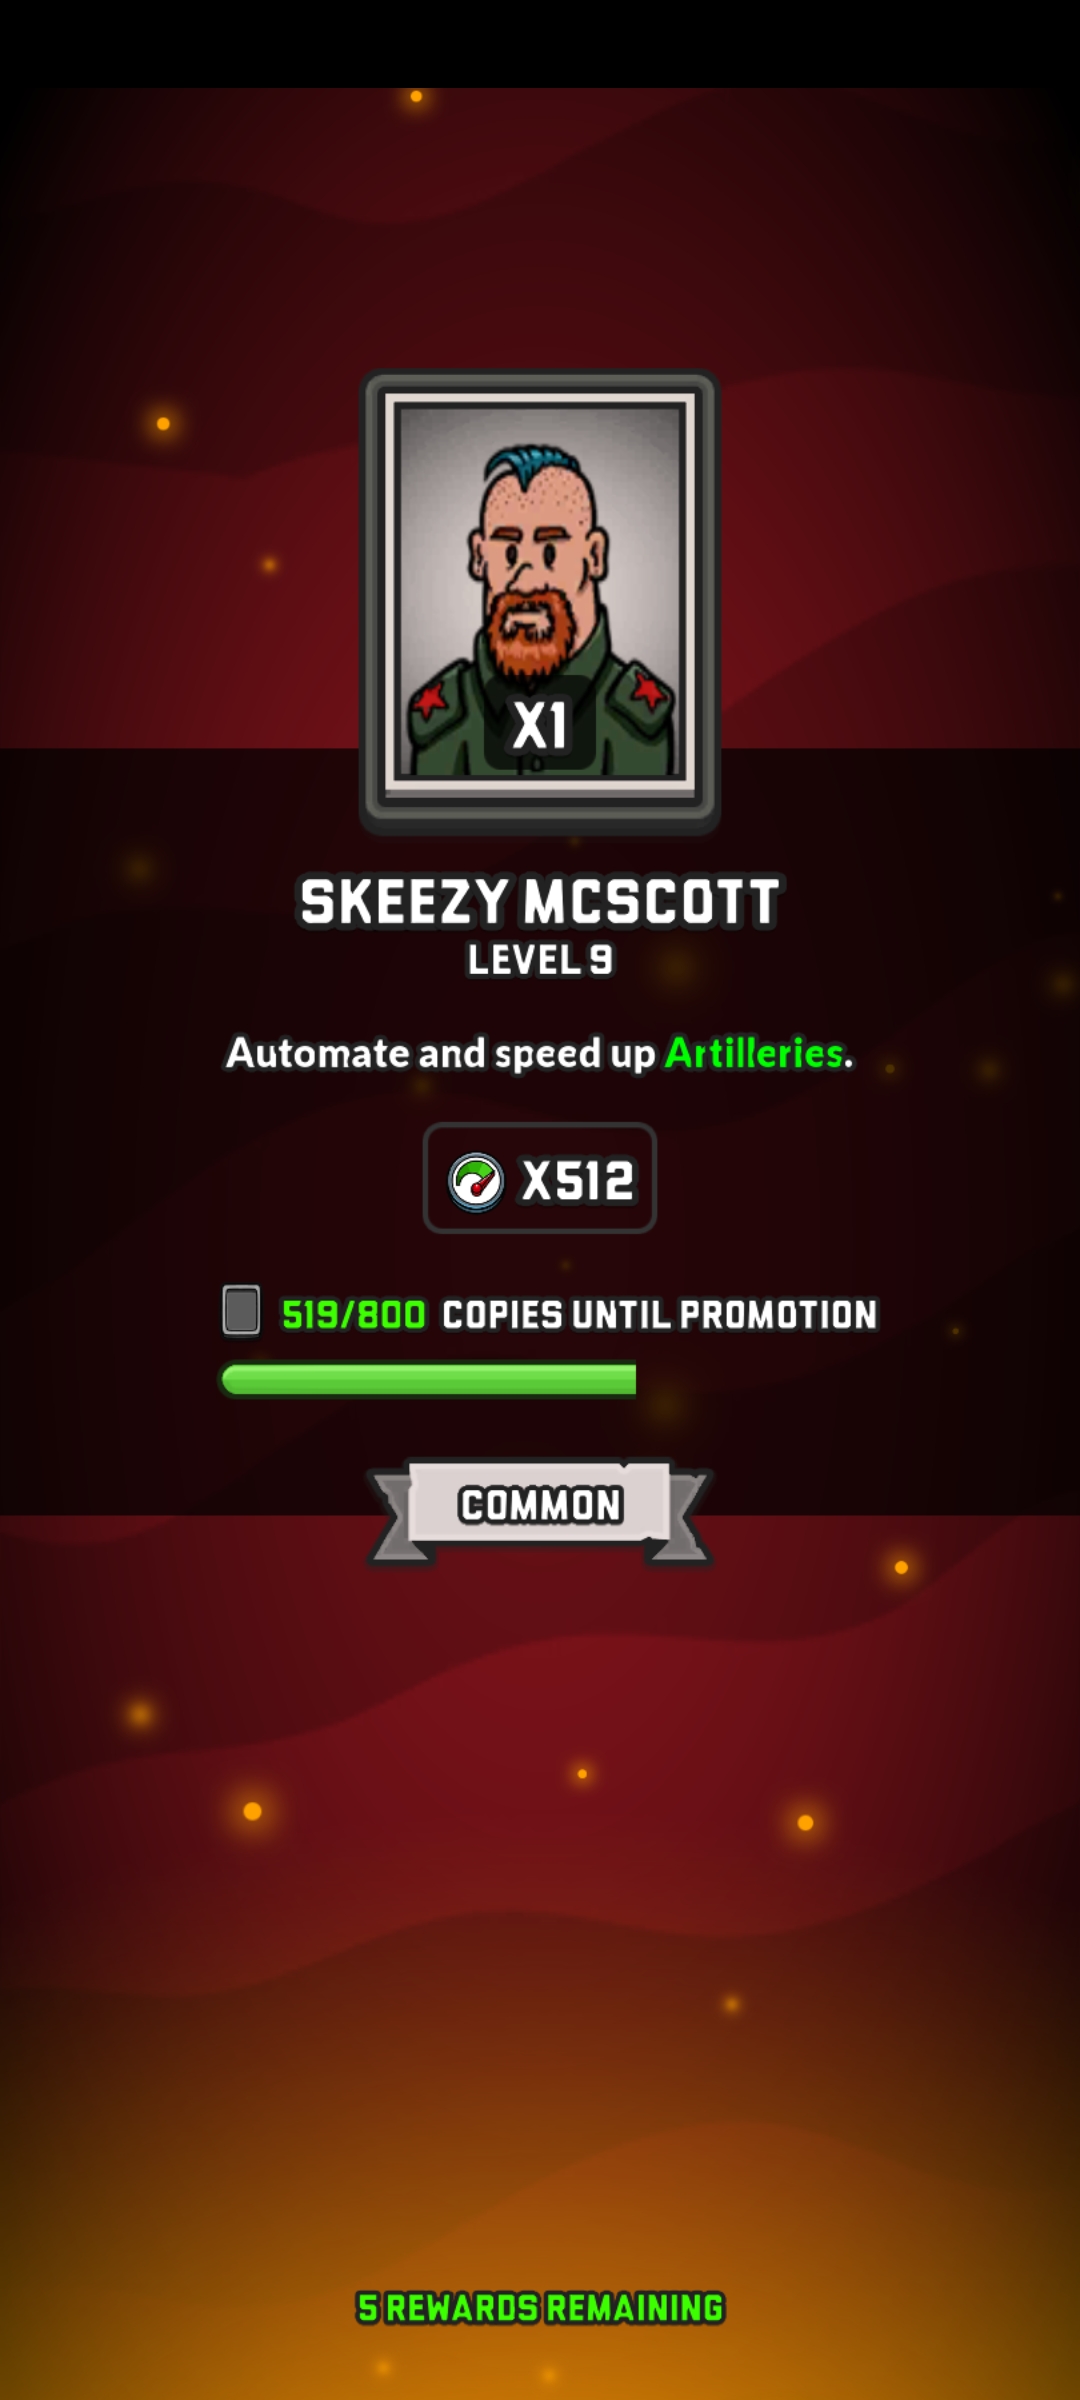 X1
SKEEZY MCSCOTT
LEVEL 9
Automate and speed up Artilleries.
X512
519/800 COPIES UNTIL PROMOTION
COMMON
5 REWARDS REMAINING